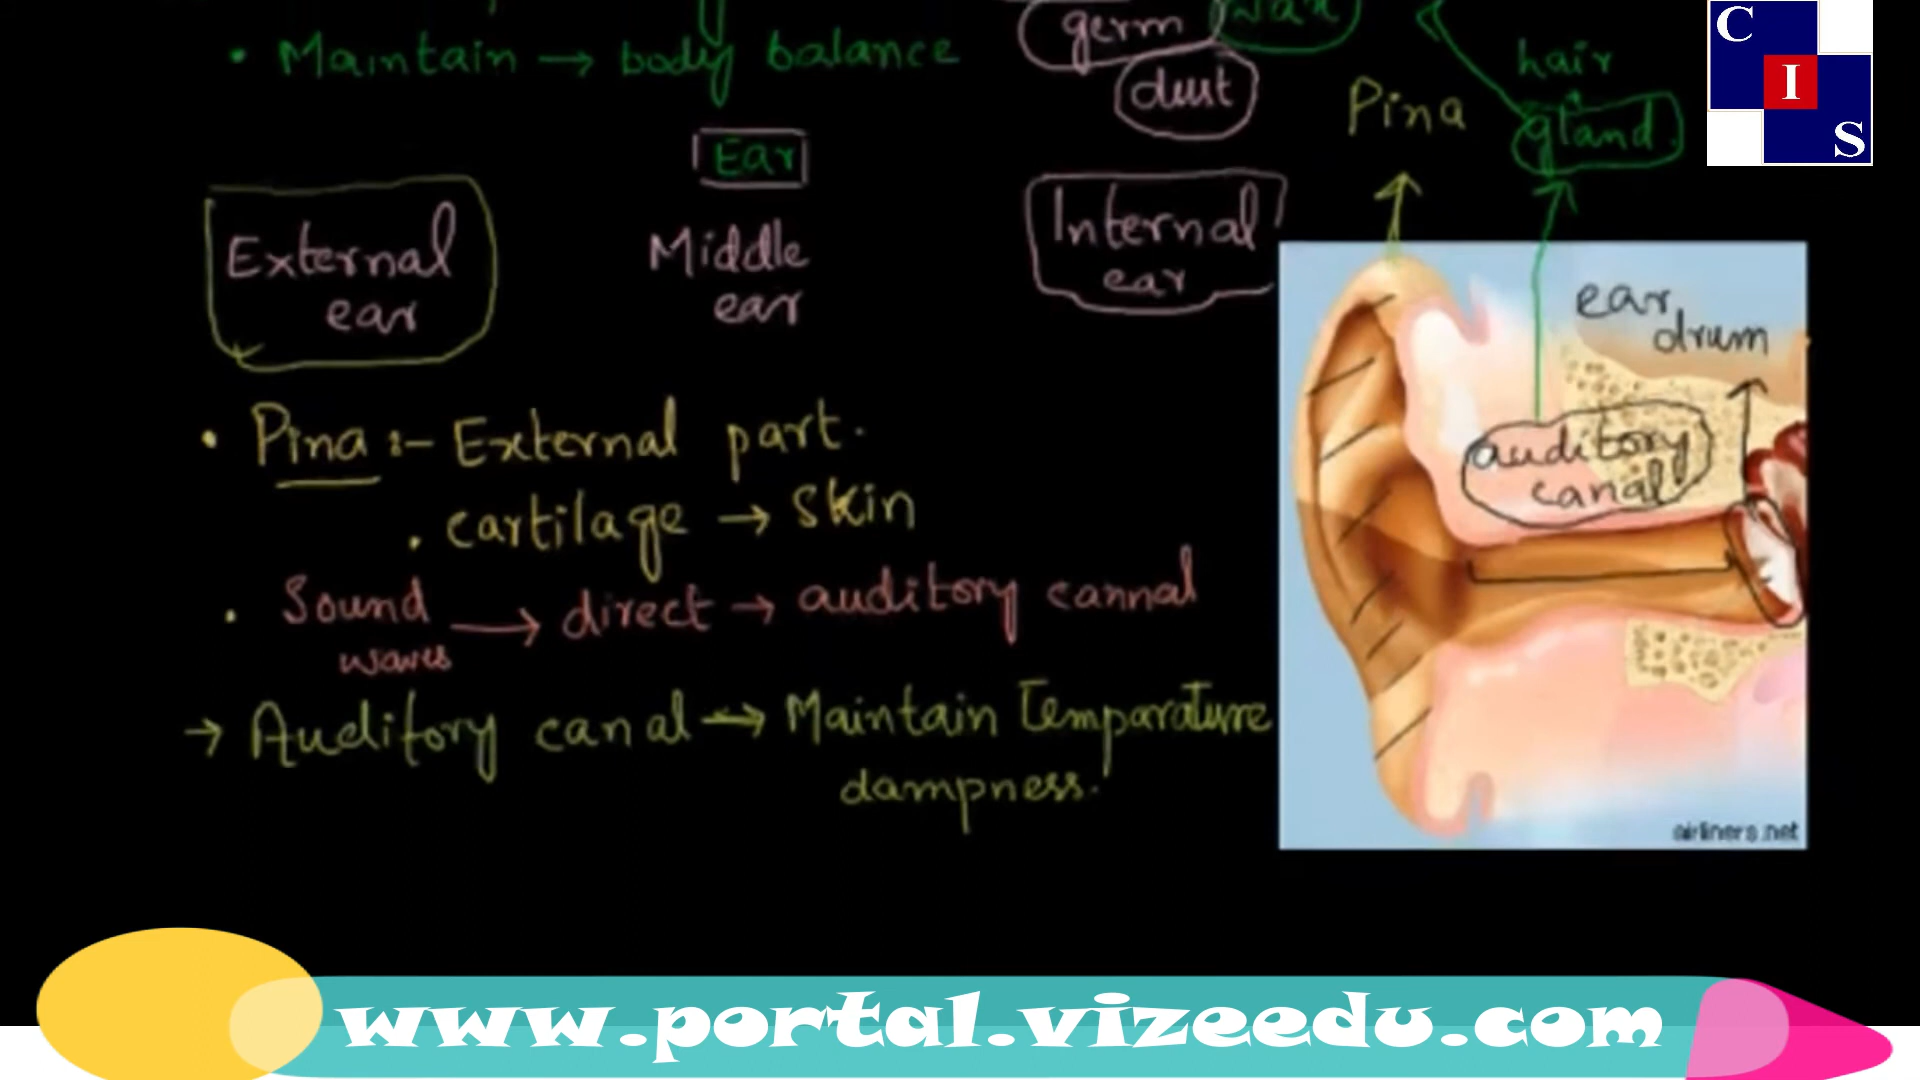 • Maintain → body balance
germ
wax
dust
hair
gland.
Pina
C
I
S
Ear
External
ear
Middle
ear
Internal
ear
ear
drum
auditory
canal
• Pina :- External part.
. cartilage → skin
. Sound → direct → auditory cannal
waves
→ Auditory canal → Maintain Temparature
dampness.
airliners.net
www.portal.vizeedu.com